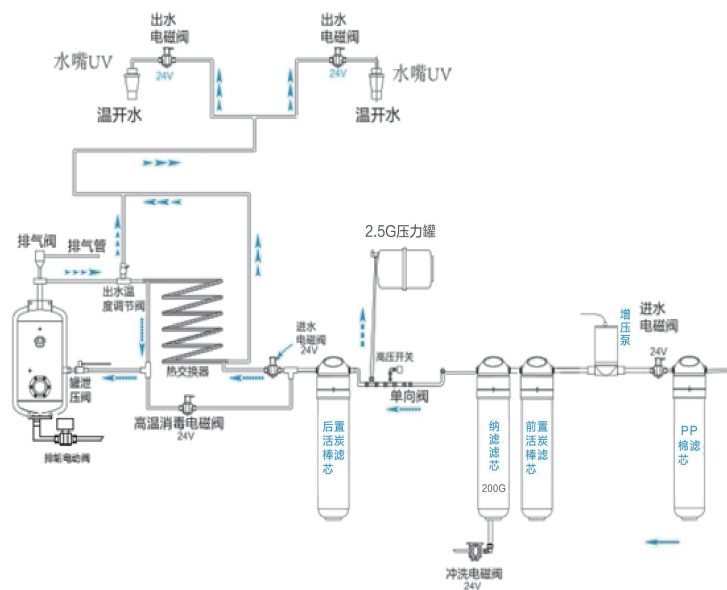 出水
电磁阀
24V
水嘴UV
温开水
出水
电磁阀
24V
水嘴UV
温开水
排气阀
排气管
出水温
度调节阀
2.5G压力罐
进水
电磁阀
24V
高压开关
增
压
泵
进水
电磁阀
24V
热交换器
罐泄
压阀
单向阀
高温消毒电磁阀
24V
排垢电动阀
后置
活炭
棒滤
芯
纳
滤
滤
芯
200G
前置
活炭
棒滤
芯
PP
棉滤
芯
冲洗电磁阀
24V